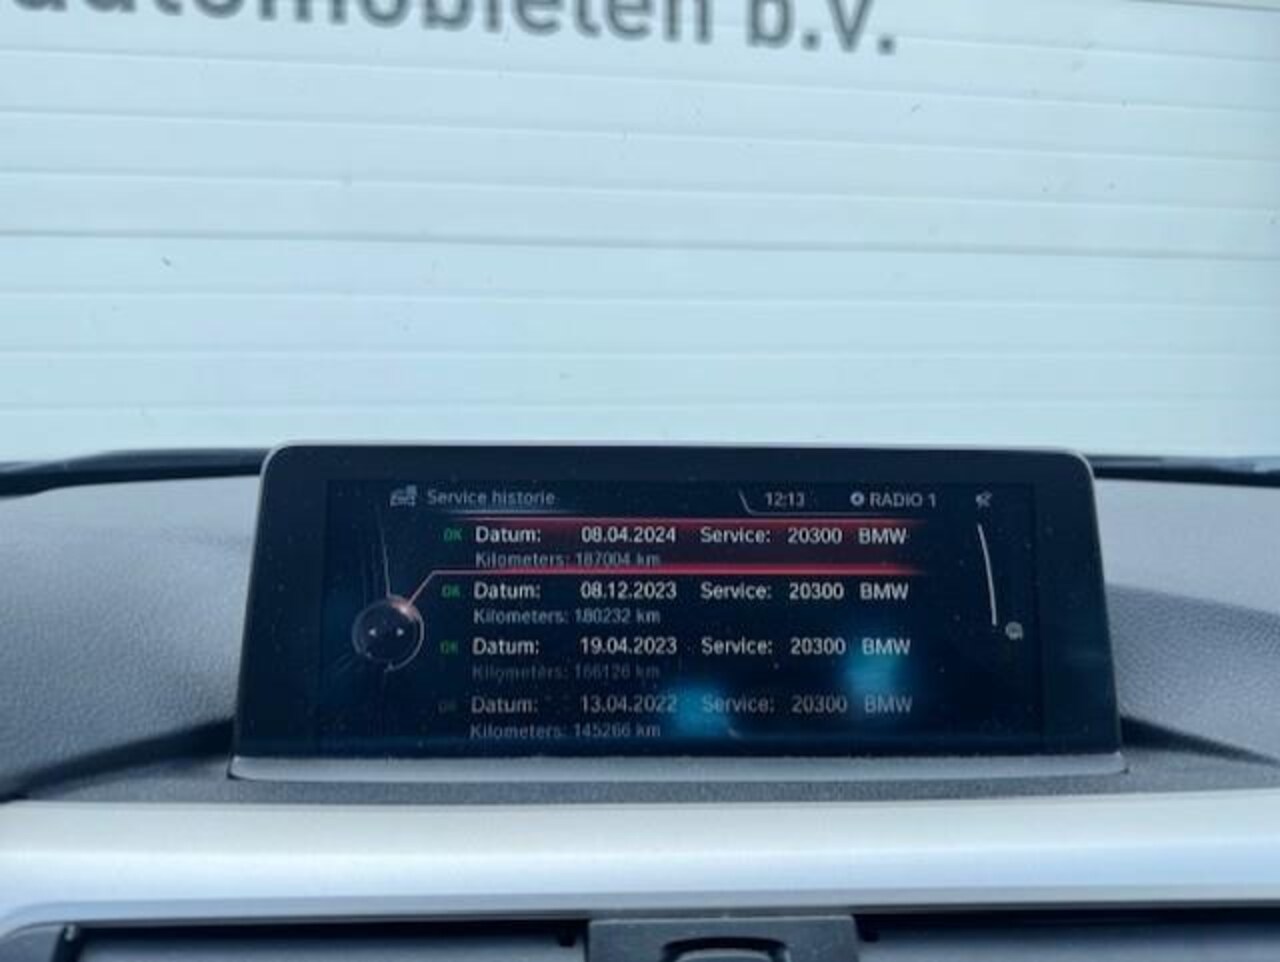 automobielen b.v.
Service historie 12:13 RADIO 1
OK Datum: 08.04.2024 Service: 20300 BMW
Kilometers: 187004 km
OK Datum: 08.12.2023 Service: 20300 BMW
Kilometers: 180232 km
OK Datum: 19.04.2023 Service: 20300 BMW
Kilometers: 166126 km
OK Datum: 13.04.2022 Service: 20300 BMW
Kilometers: 145266 km